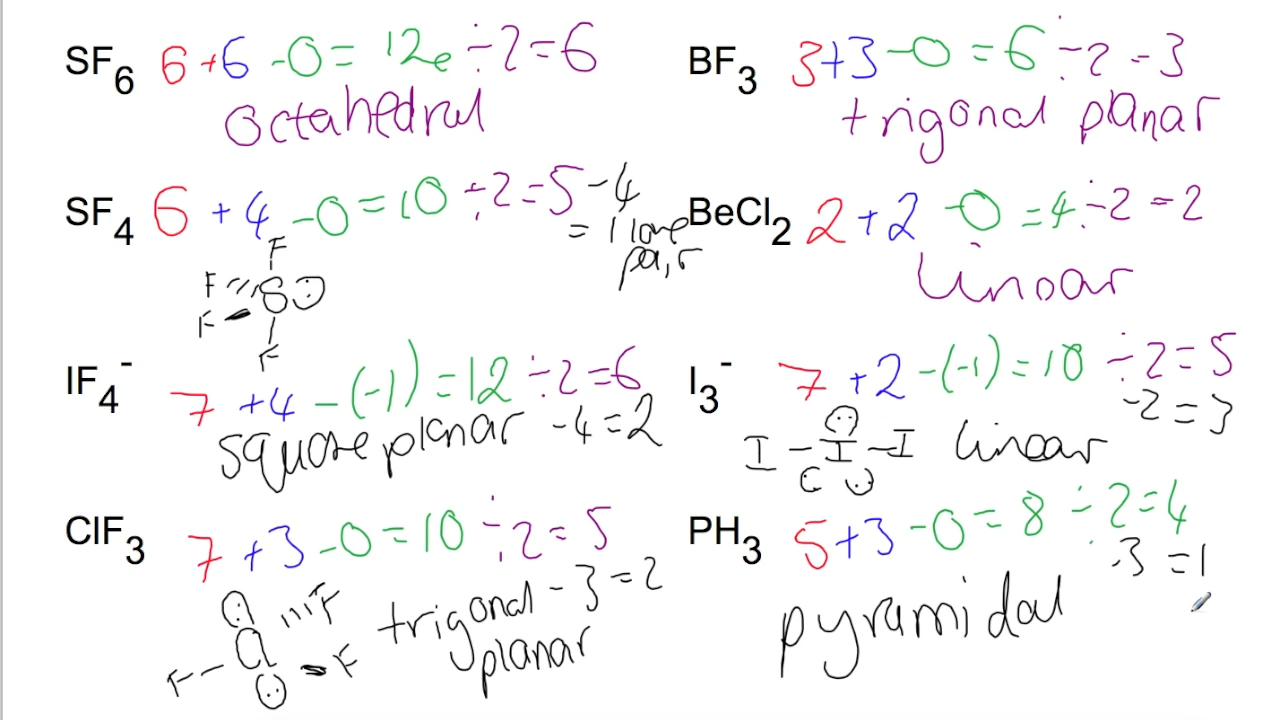 SF6 6+6-0=12e÷2=6
octahedral
SF4 6+4-0=10÷2=5-4
=1 lone
pair
F
F S
F
F
IF4- 7+4-(-1)=12÷2=6
square planar -4=2
ClF3 7+3-0=10÷2=5
-3=2
trigonal
planar
F
Cl
F F
BF3 3+3-0=6÷2-3
trigonal planar
BeCl2 2+2-0=4÷2=2
linear
I3- 7+2-(-1)=10÷2=5
-2=3
I-I-I linear
PH3 5+3-0=8÷2=4
-3=1
pyramidal